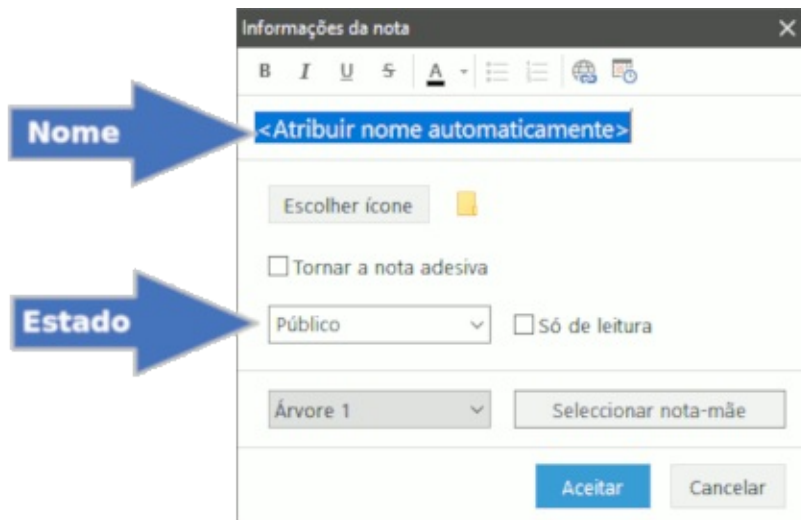 Informações da nota
B I U S A
Nome
<Atribuir nome automaticamente>
Escolher ícone
Tornar a nota adesiva
Estado
Público
Só de leitura
Árvore 1
Seleccionar nota-mãe
Aceitar
Cancelar